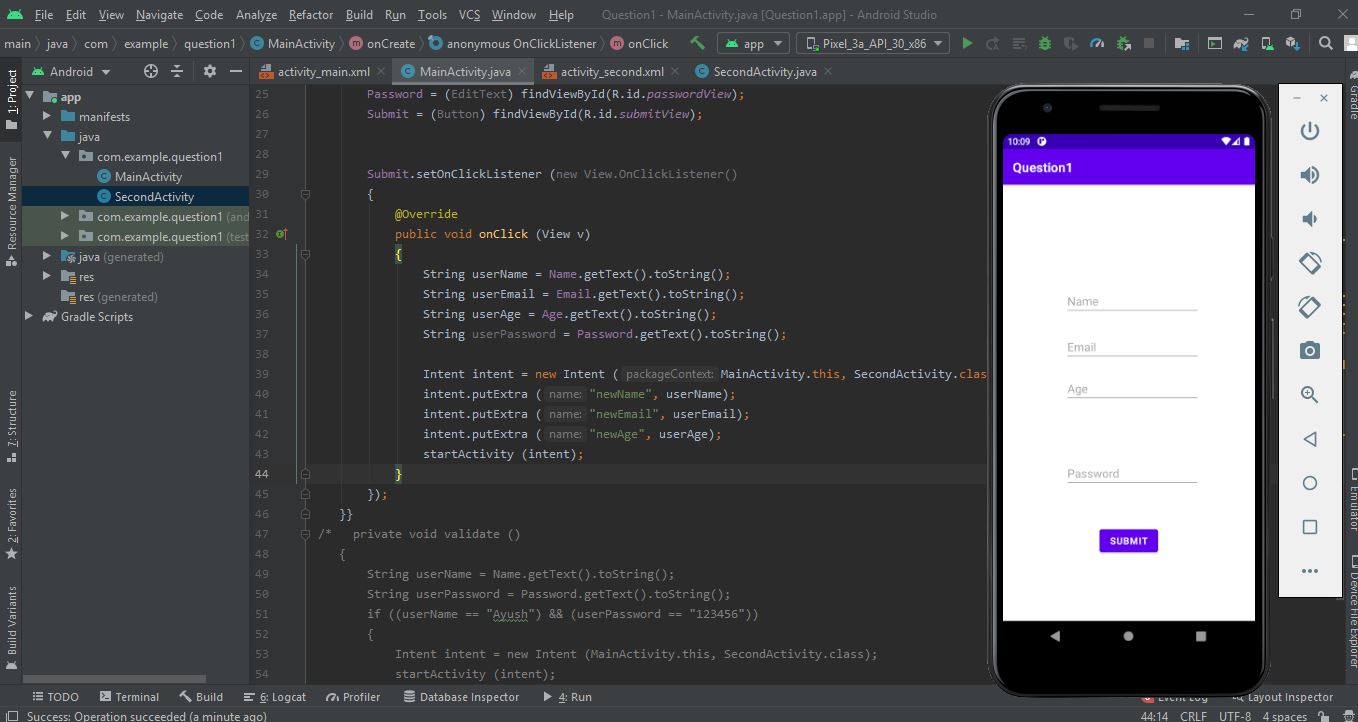 File Edit View Navigate Code Analyze Refactor Build Run Tools VCS Window Help Question1 - MainActivity.java [Question1.app] - Android Studio
main java com example question1 MainActivity onCreate anonymous OnClickListener onClick app Pixel_3a_API_30_x86
Android activity_main.xml MainActivity.java activity_second.xml SecondActivity.java
1: Project
Resource Manager
7: Structure
2: Favorites
Build Variants
app
manifests
java
com.example.question1
MainActivity
SecondActivity
com.example.question1 (and
com.example.question1 (test
java (generated)
res
res (generated)
Gradle Scripts
25 Password = (EditText) findViewById(R.id.passwordView);
26 Submit = (Button) findViewById(R.id.submitView);
27
28
29 Submit.setOnClickListener (new View.OnClickListener()
30 {
31 @Override
32 public void onClick (View v)
33 {
34 String userName = Name.getText().toString();
35 String userEmail = Email.getText().toString();
36 String userAge = Age.getText().toString();
37 String userPassword = Password.getText().toString();
38
39 Intent intent = new Intent ( packageContext: MainActivity.this, SecondActivity.clas
40 intent.putExtra ( name: "newName", userName);
41 intent.putExtra ( name: "newEmail", userEmail);
42 intent.putExtra ( name: "newAge", userAge);
43 startActivity (intent);
44 }
45 });
46 }}
47 /* private void validate ()
48 {
49 String userName = Name.getText().toString();
50 String userPassword = Password.getText().toString();
51 if ((userName == "Ayush") && (userPassword == "123456"))
52 {
53 Intent intent = new Intent (MainActivity.this, SecondActivity.class);
54 startActivity (intent);
10:09
Question1
Name
Email
Age
Password
SUBMIT
Gradle
Emulator
Device File Explorer
TODO Terminal Build 6: Logcat Profiler Database Inspector 4: Run Event Log Layout Inspector
Success: Operation succeeded (a minute ago) 44:14 CRLF UTF-8 4 spaces